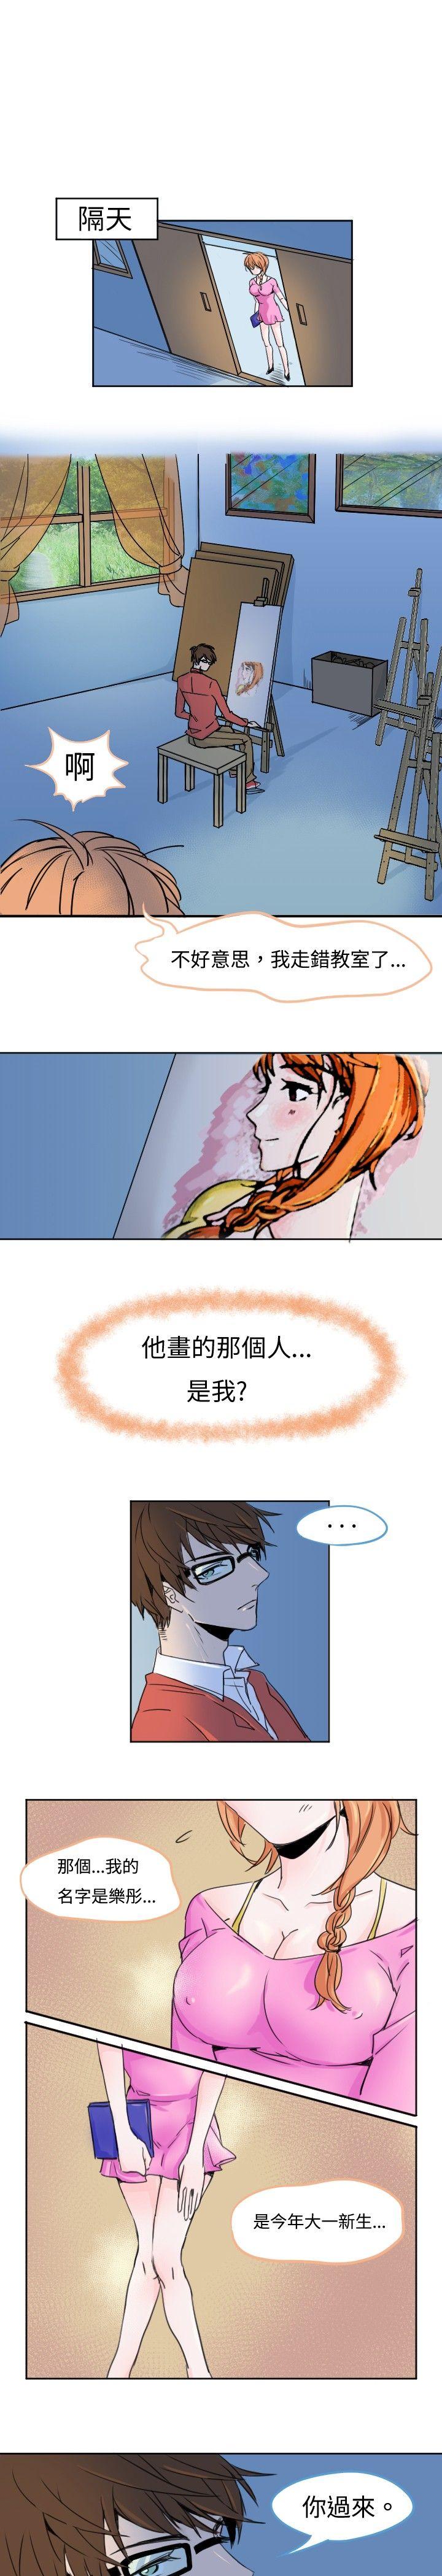 隔天
啊
不好意思，我走錯教室了...
他畫的那個人...
是我?
...
那個...我的
名字是樂彤...
是今年大一新生...
你過來。